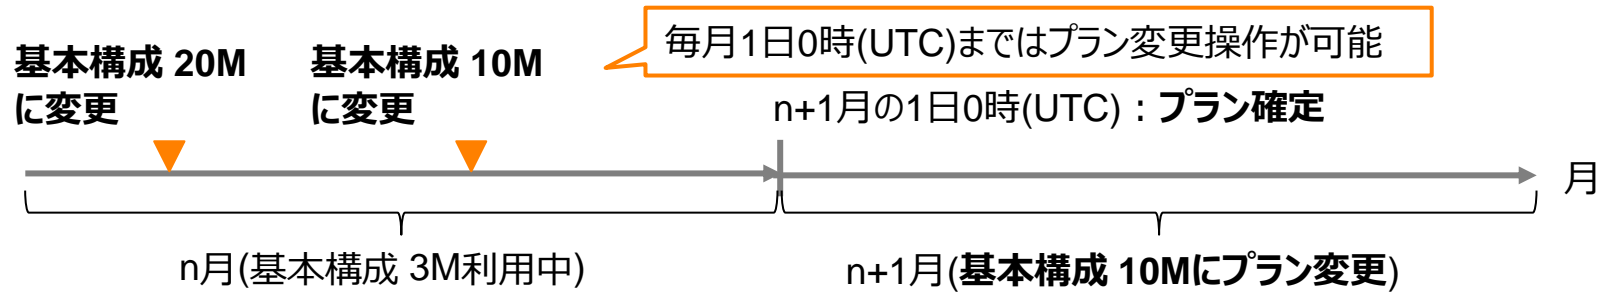 毎月1日0時(UTC)まではプラン変更操作が可能
基本構成 20M
に変更
基本構成 10M
に変更
n+1月の1日0時(UTC)：プラン確定
月
n月(基本構成 3M利用中)
n+1月(基本構成 10Mにプラン変更)